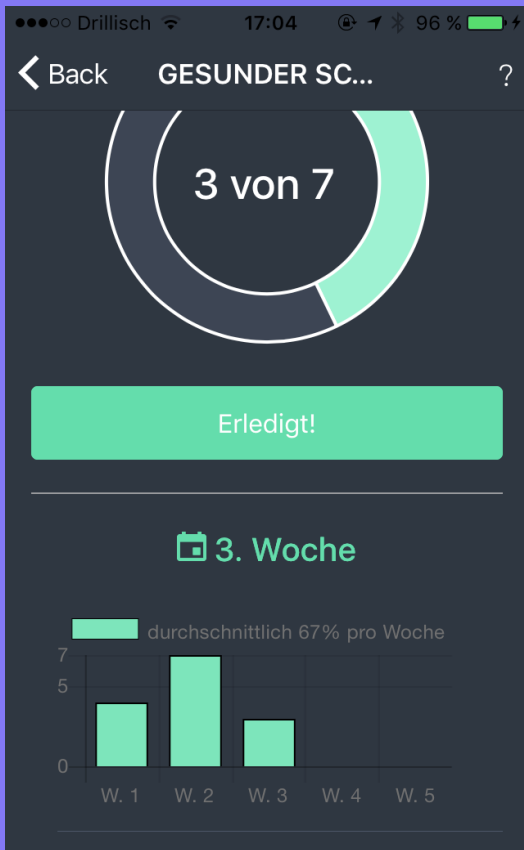 Drillisch 17:04 96 %
Back GESUNDER SC... ?
3 von 7
Erledigt!
3. Woche
durchschnittlich 67% pro Woche
7
5
0
W. 1 W. 2 W. 3 W. 4 W. 5